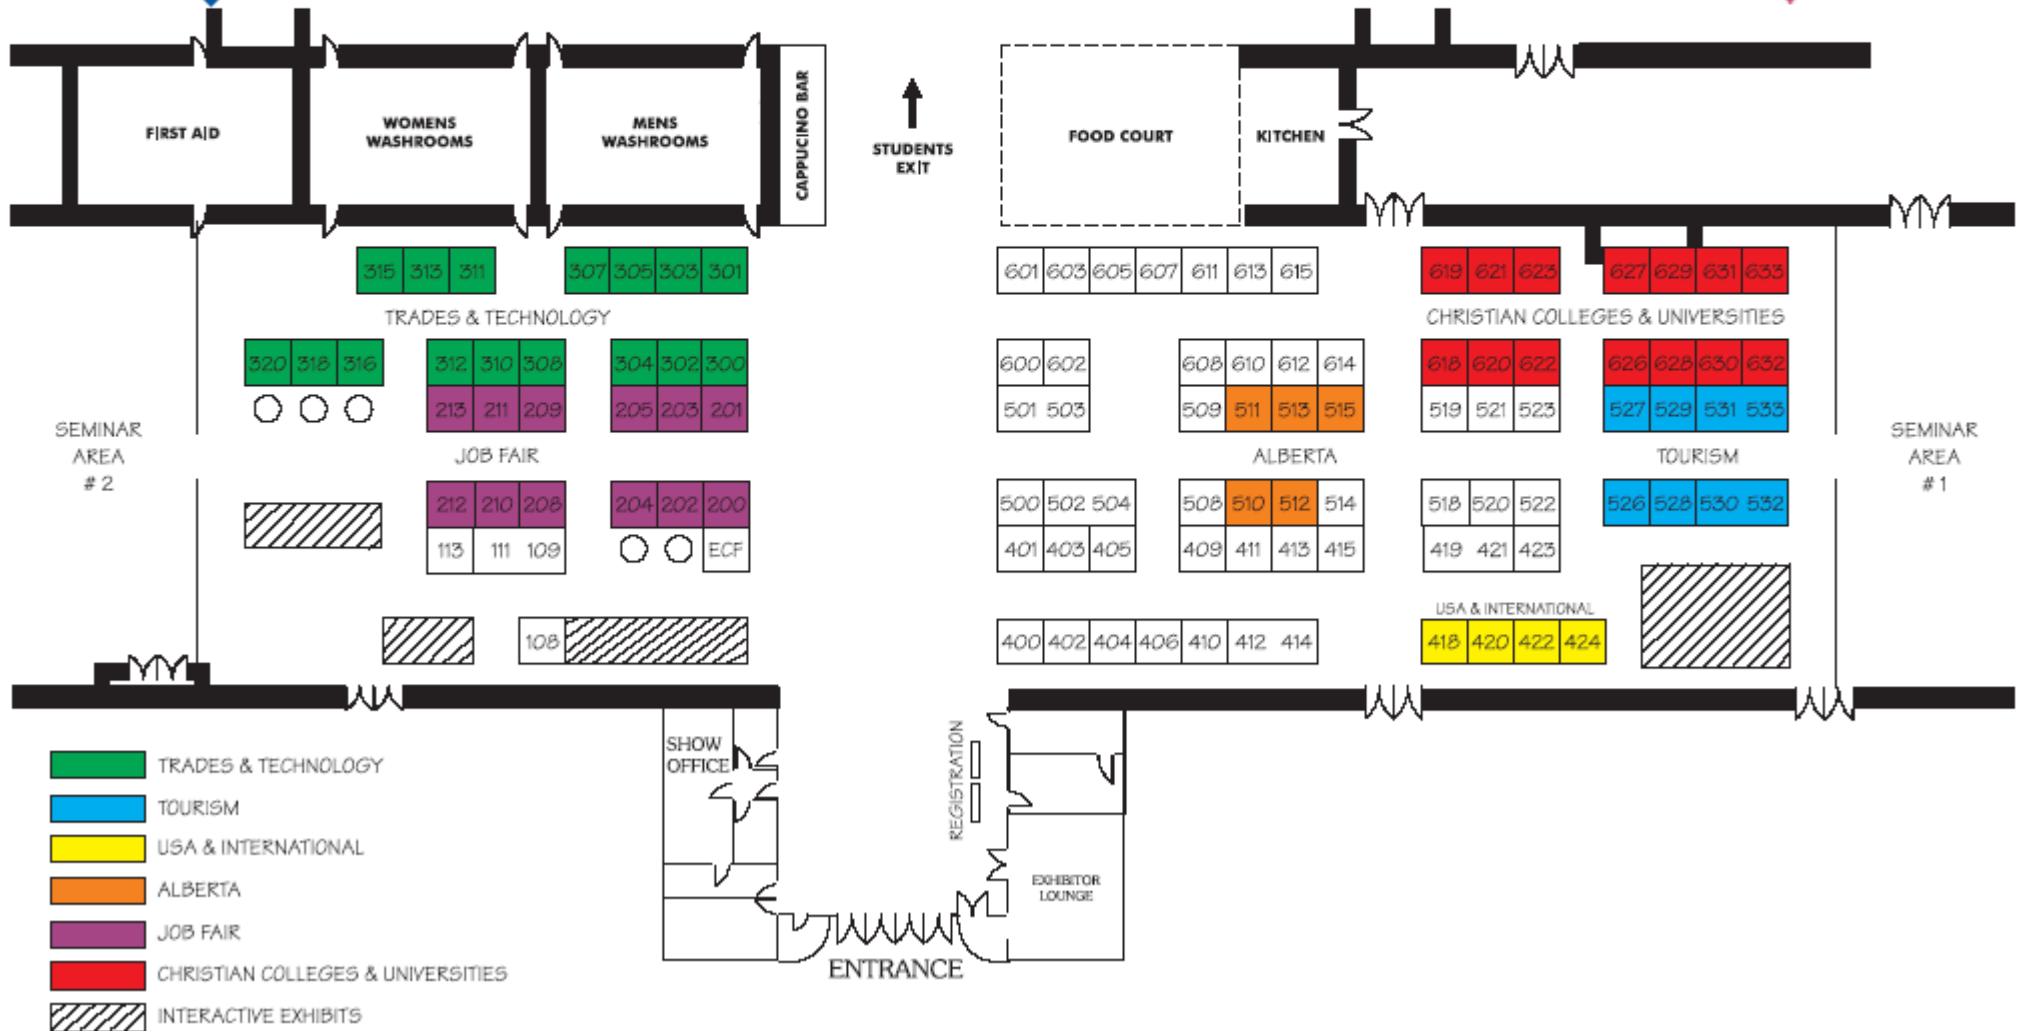 FIRST AID
WOMENS
WASHROOMS
MENS
WASHROOMS
CAPPUCINO BAR
STUDENTS
EXIT
FOOD COURT
KITCHEN
315 313 311 307 305 303 301 601 603 605 607 611 613 615 619 621 623 627 629 631 633
TRADES & TECHNOLOGY
CHRISTIAN COLLEGES & UNIVERSITIES
320 318 316 312 310 308 304 302 300 600 602 608 610 612 614 618 620 622 626 628 630 632
213 211 209 205 203 201 501 503 509 511 513 515 519 521 523 527 529 531 533
SEMINAR
AREA
# 2
JOB FAIR
ALBERTA
TOURISM
SEMINAR
AREA
# 1
212 210 208 204 202 200 500 502 504 508 510 512 514 518 520 522 526 528 530 532
113 111 109 ECF 401 403 405 409 411 413 415 419 421 423
USA & INTERNATIONAL
108 400 402 404 406 410 412 414 418 420 422 424
SHOW
OFFICE
REGISTRATION
EXHIBITOR
LOUNGE
ENTRANCE
TRADES & TECHNOLOGY
TOURISM
USA & INTERNATIONAL
ALBERTA
JOB FAIR
CHRISTIAN COLLEGES & UNIVERSITIES
INTERACTIVE EXHIBITS